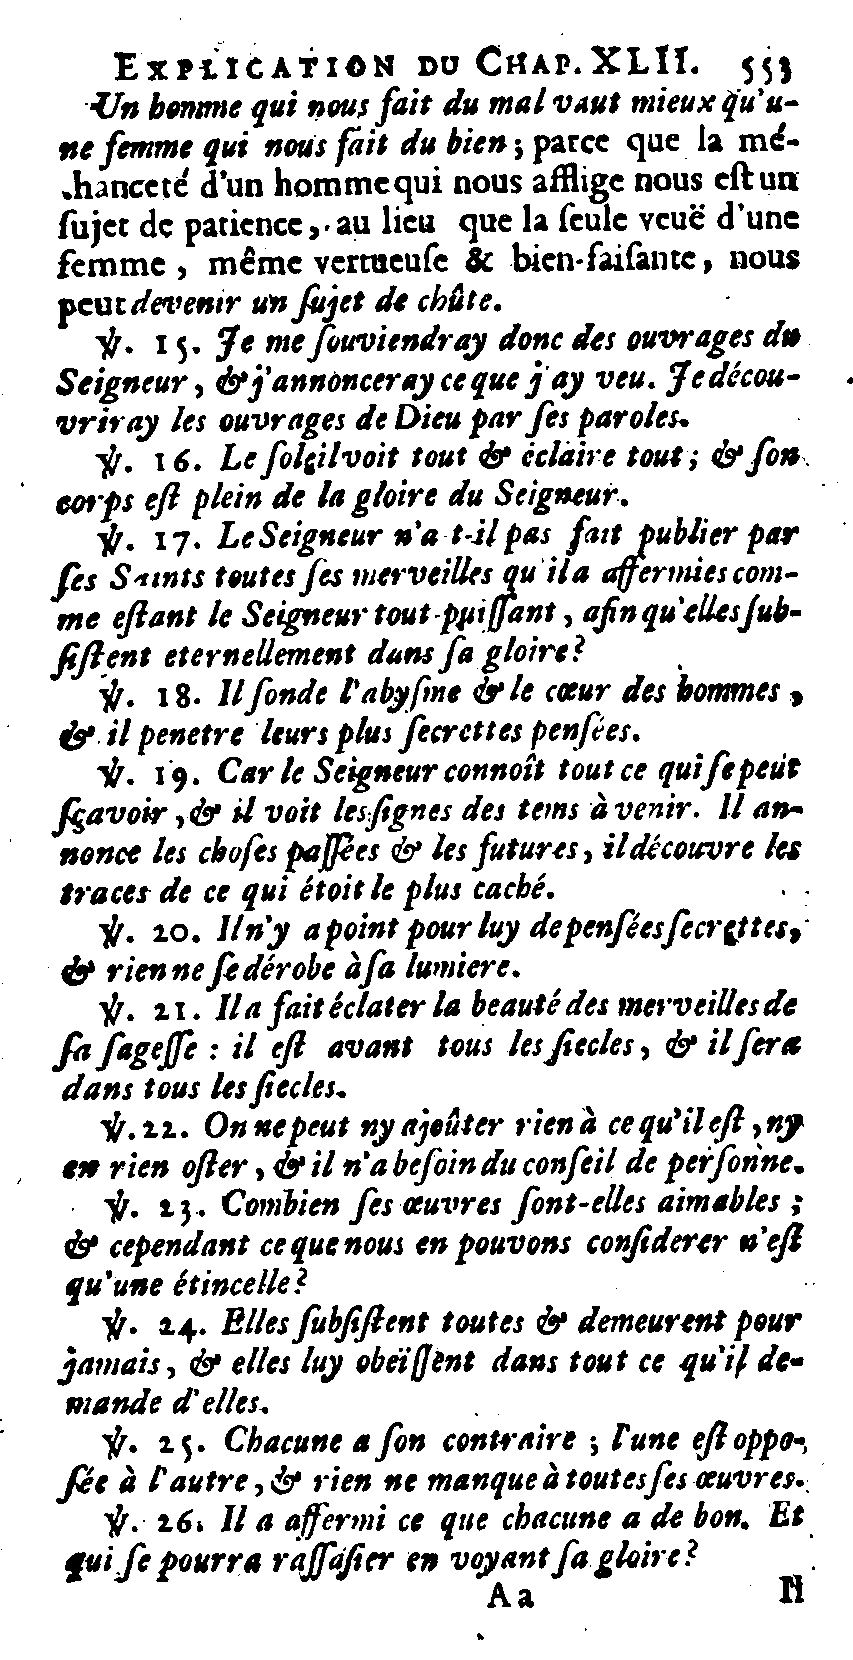 EXPLICATION DU CHAP. XLII. 553
Un homme qui nous fait du mal vaut mieux qu'u-
ne femme qui nous fait du bien; parce que la mé-
chanceté d'un homme qui nous afflige nous eſt un
ſujet de patience, au lieu que la ſeule veuë d'une
femme, même vertueuſe & bien-faiſante, nous
peut devenir un ſujet de chûte.
℣. 15. Je me ſouviendray donc des ouvrages du
Seigneur, & j'annonceray ce que j'ay veu. Je décou-
vriray les ouvrages de Dieu par ſes paroles.
℣. 16. Le ſoleil voit tout & éclaire tout; & ſon
corps eſt plein de la gloire du Seigneur.
℣. 17. Le Seigneur n'a t-il pas fait publier par
ſes Saints toutes ſes merveilles qu'il a affermies com-
me eſtant le Seigneur tout-puiſſant, afin qu'elles ſub-
ſiſtent eternellement dans ſa gloire?
℣. 18. Il ſonde l'abyſme & le cœur des hommes,
& il penetre leurs plus ſecrettes penſées.
℣. 19. Car le Seigneur connoît tout ce qui ſe peut
ſçavoir, & il voit les ſignes des tems à venir. Il an-
nonce les choſes paſſées & les futures, il découvre les
traces de ce qui étoit le plus caché.
℣. 20. Il n'y a point pour luy de penſées ſecrettes,
& rien ne ſe dérobe à ſa lumiere.
℣. 21. Il a fait éclater la beauté des merveilles de
ſa ſageſſe : il eſt avant tous les ſiecles, & il ſera
dans tous les ſiecles.
℣. 22. On ne peut ny ajoûter rien à ce qu'il eſt, ny
en rien oſter, & il n'a beſoin du conſeil de perſonne.
℣. 23. Combien ſes œuvres ſont-elles aimables;
& cependant ce que nous en pouvons conſiderer n'eſt
qu'une étincelle?
℣. 24. Elles ſubſiſtent toutes & demeurent pour
jamais, & elles luy obeïſſent dans tout ce qu'il de-
mande d'elles.
℣. 25. Chacune a ſon contraire; l'une eſt oppo-
ſée à l'autre, & rien ne manque à toutes ſes œuvres.
℣. 26. Il a affermi ce que chacune a de bon. Et
qui ſe pourra raſſaſier en voyant ſa gloire?
Aa N